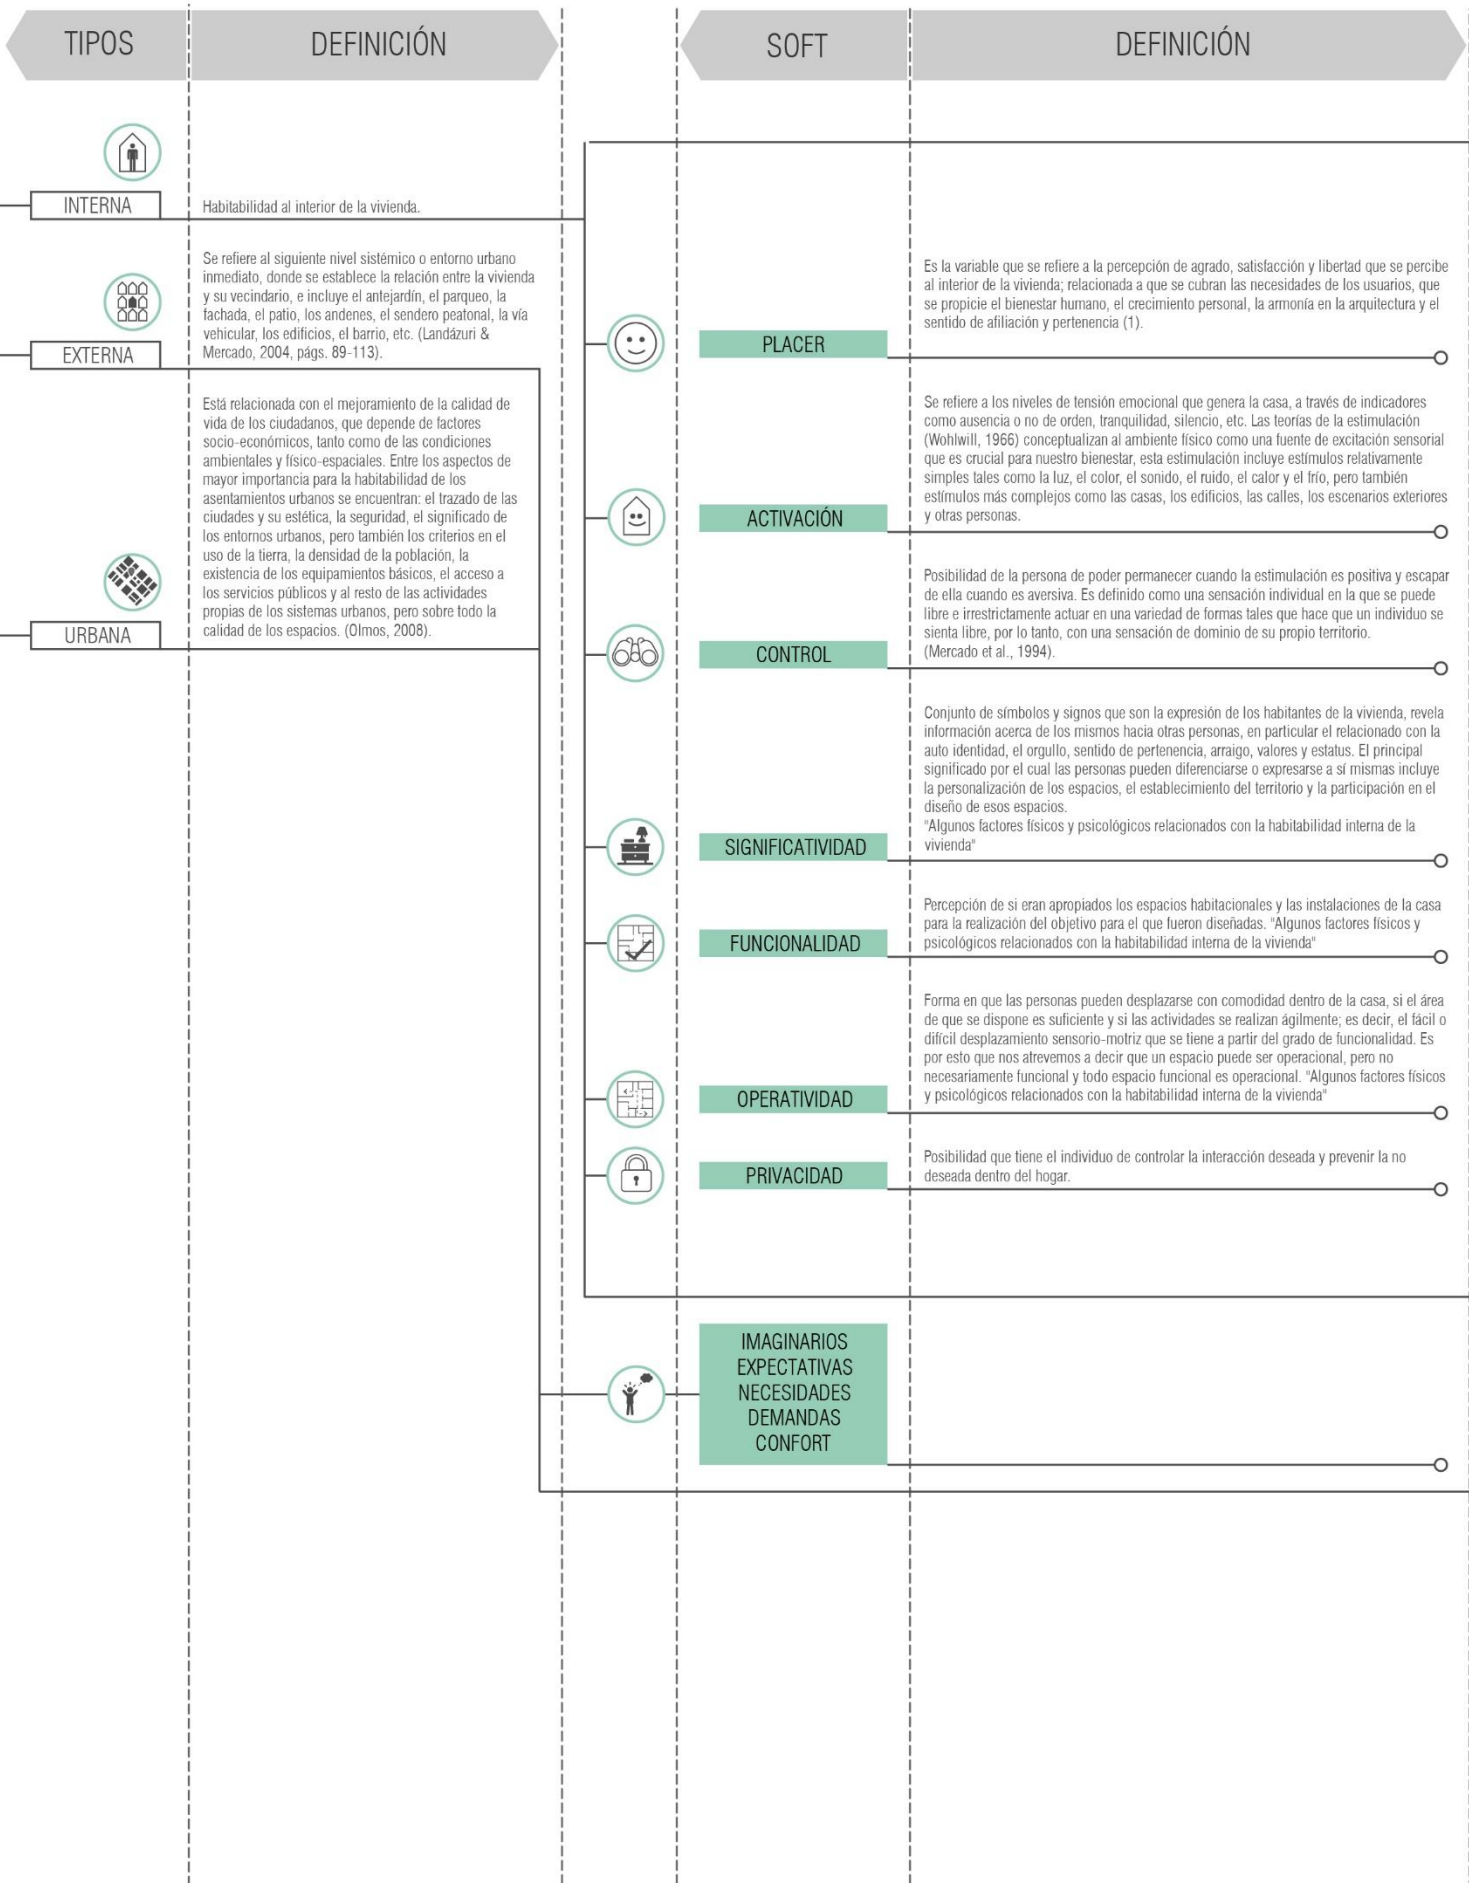 TIPOS
DEFINICIÓN
SOFT
DEFINICIÓN
INTERNA
Habitabilidad al interior de la vivienda.
EXTERNA
Se refiere al siguiente nivel sistémico o entorno urbano
inmediato, donde se establece la relación entre la vivienda
y su vecindario, e incluye el antejardín, el parqueo, la
fachada, el patio, los andenes, el sendero peatonal, la vía
vehicular, los edificios, el barrio, etc. (Landázuri &
Mercado, 2004, págs. 89-113).
URBANA
Está relacionada con el mejoramiento de la calidad de
vida de los ciudadanos, que depende de factores
socio-económicos, tanto como de las condiciones
ambientales y físico-espaciales. Entre los aspectos de
mayor importancia para la habitabilidad de los
asentamientos urbanos se encuentran: el trazado de las
ciudades y su estética, la seguridad, el significado de
los entornos urbanos, pero también los criterios en el
uso de la tierra, la densidad de la población, la
existencia de los equipamientos básicos, el acceso a
los servicios públicos y al resto de las actividades
propias de los sistemas urbanos, pero sobre todo la
calidad de los espacios. (Olmos, 2008).
PLACER
Es la variable que se refiere a la percepción de agrado, satisfacción y libertad que se percibe
al interior de la vivienda; relacionada a que se cubran las necesidades de los usuarios, que
se propicie el bienestar humano, el crecimiento personal, la armonía en la arquitectura y el
sentido de afiliación y pertenencia (1).
ACTIVACIÓN
Se refiere a los niveles de tensión emocional que genera la casa, a través de indicadores
como ausencia o no de orden, tranquilidad, silencio, etc. Las teorías de la estimulación
(Wohlwill, 1966) conceptualizan al ambiente físico como una fuente de excitación sensorial
que es crucial para nuestro bienestar, esta estimulación incluye estímulos relativamente
simples tales como la luz, el color, el sonido, el ruido, el calor y el frío, pero también
estímulos más complejos como las casas, los edificios, las calles, los escenarios exteriores
y otras personas.
CONTROL
Posibilidad de la persona de poder permanecer cuando la estimulación es positiva y escapar
de ella cuando es aversiva. Es definido como una sensación individual en la que se puede
libre e irrestrictamente actuar en una variedad de formas tales que hace que un individuo se
sienta libre, por lo tanto, con una sensación de dominio de su propio territorio.
(Mercado et al., 1994).
SIGNIFICATIVIDAD
Conjunto de símbolos y signos que son la expresión de los habitantes de la vivienda, revela
información acerca de los mismos hacia otras personas, en particular el relacionado con la
auto identidad, el orgullo, sentido de pertenencia, arraigo, valores y estatus. El principal
significado por el cual las personas pueden diferenciarse o expresarse a sí mismas incluye
la personalización de los espacios, el establecimiento del territorio y la participación en el
diseño de esos espacios.
"Algunos factores físicos y psicológicos relacionados con la habitabilidad interna de la
vivienda"
FUNCIONALIDAD
Percepción de si eran apropiados los espacios habitacionales y las instalaciones de la casa
para la realización del objetivo para el que fueron diseñadas. "Algunos factores físicos y
psicológicos relacionados con la habitabilidad interna de la vivienda"
OPERATIVIDAD
Forma en que las personas pueden desplazarse con comodidad dentro de la casa, si el área
de que se dispone es suficiente y si las actividades se realizan ágilmente; es decir, el fácil o
difícil desplazamiento sensorio-motriz que se tiene a partir del grado de funcionalidad. Es
por esto que nos atrevemos a decir que un espacio puede ser operacional, pero no
necesariamente funcional y todo espacio funcional es operacional. "Algunos factores físicos
y psicológicos relacionados con la habitabilidad interna de la vivienda"
PRIVACIDAD
Posibilidad que tiene el individuo de controlar la interacción deseada y prevenir la no
deseada dentro del hogar.
IMAGINARIOS
EXPECTATIVAS
NECESIDADES
DEMANDAS
CONFORT